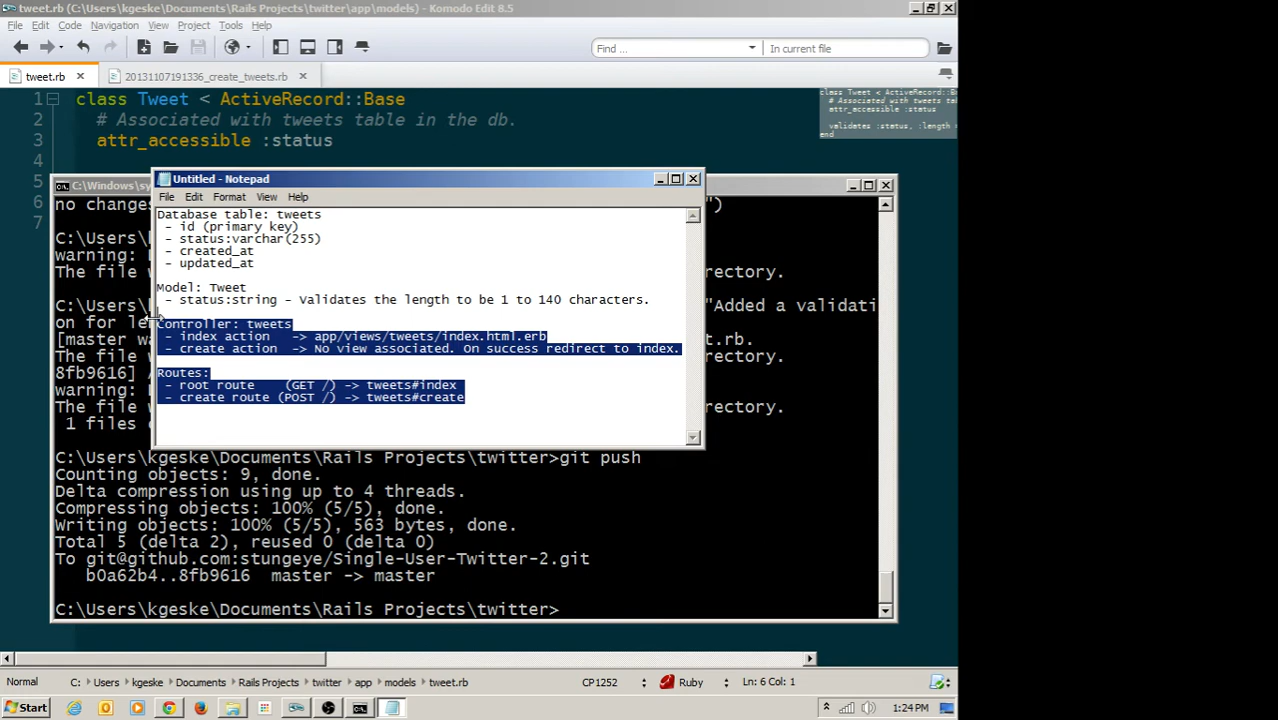 tweet.rb (C:\Users\kgeske\Documents\Rails Projects\twitter\app\models) - Komodo Edit 8.5
File Edit Code Navigation View Project Tools Help
Find ... In current file
tweet.rb 20131107191336_create_tweets.rb
1 class Tweet < ActiveRecord::Base
2 # Associated with tweets table in the db.
3 attr_accessible :status
4
5
6
7
class Tweet < ActiveRecord::Ba
# Associated with tweets ta
attr_accessible :status
validates :status, :length
end
C:\Windows\sy
no changes ")
C:\Users\k
warning:
The file w ectory.
C:\Users\k "Added a validati
on for len
[master wa t.rb.
The file w ectory.
8fb9616]
warning:
The file w ectory.
1 files
Untitled - Notepad
File Edit Format View Help
Database table: tweets
- id (primary key)
- status:varchar(255)
- created_at
- updated_at
Model: Tweet
- status:string - Validates the length to be 1 to 140 characters.
Controller: tweets
- index action -> app/views/tweets/index.html.erb
- create action -> No view associated. On success redirect to index.
Routes:
- root route (GET /) -> tweets#index
- create route (POST /) -> tweets#create
C:\Users\kgeske\Documents\Rails Projects\twitter>git push
Counting objects: 9, done.
Delta compression using up to 4 threads.
Compressing objects: 100% (5/5), done.
Writing objects: 100% (5/5), 563 bytes, done.
Total 5 (delta 2), reused 0 (delta 0)
To git@github.com:stungeye/Single-User-Twitter-2.git
b0a62b4..8fb9616 master -> master
C:\Users\kgeske\Documents\Rails Projects\twitter>
Normal C: Users kgeske Documents Rails Projects twitter app models tweet.rb CP1252 Ruby Ln: 6 Col: 1
Start 1:24 PM